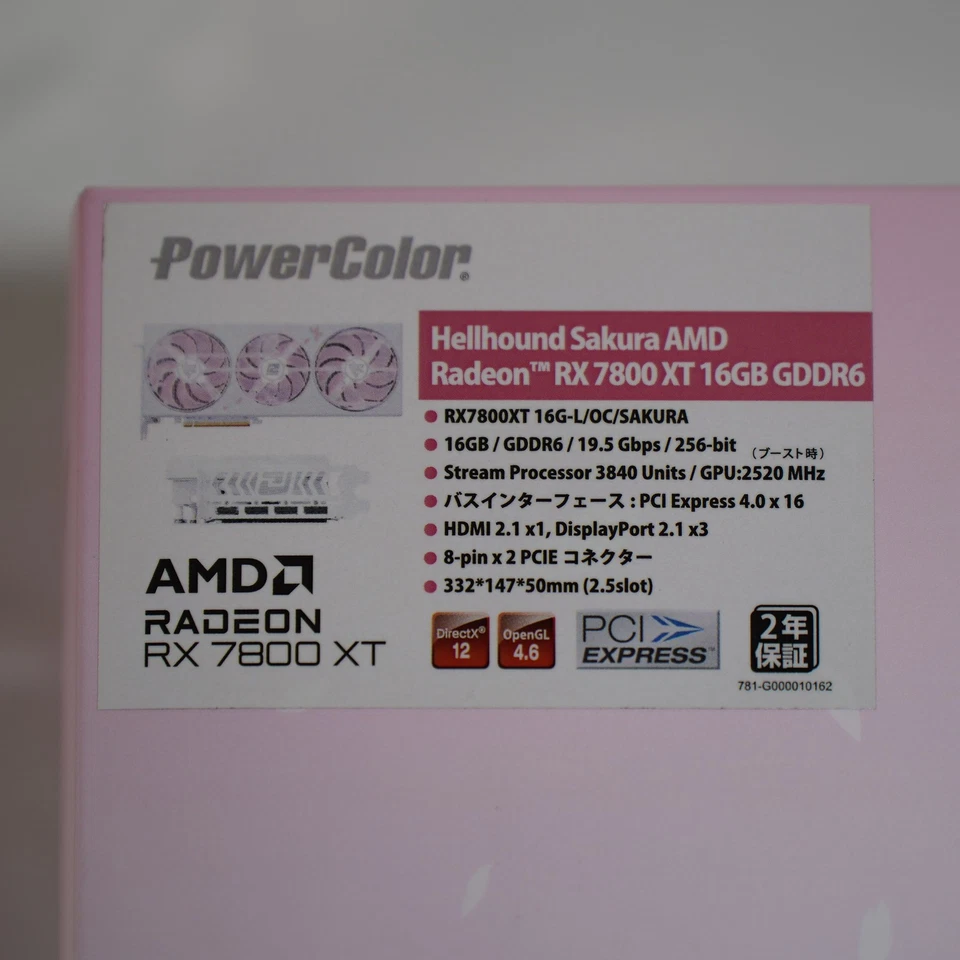 PowerColor®
Hellhound Sakura AMD
Radeon™ RX 7800 XT 16GB GDDR6
● RX7800XT 16G-L/OC/SAKURA
● 16GB / GDDR6 / 19.5 Gbps / 256-bit
(ブースト時)
● Stream Processor 3840 Units / GPU:2520 MHz
● バスインターフェース : PCI Express 4.0 x 16
● HDMI 2.1 x1, DisplayPort 2.1 x3
● 8-pin x 2 PCIE コネクター
● 332*147*50mm (2.5slot)
AMD
RADEON
RX 7800 XT
DirectX®
12
OpenGL
4.6
PCI
EXPRESS™
2年
保証
781-G000010162